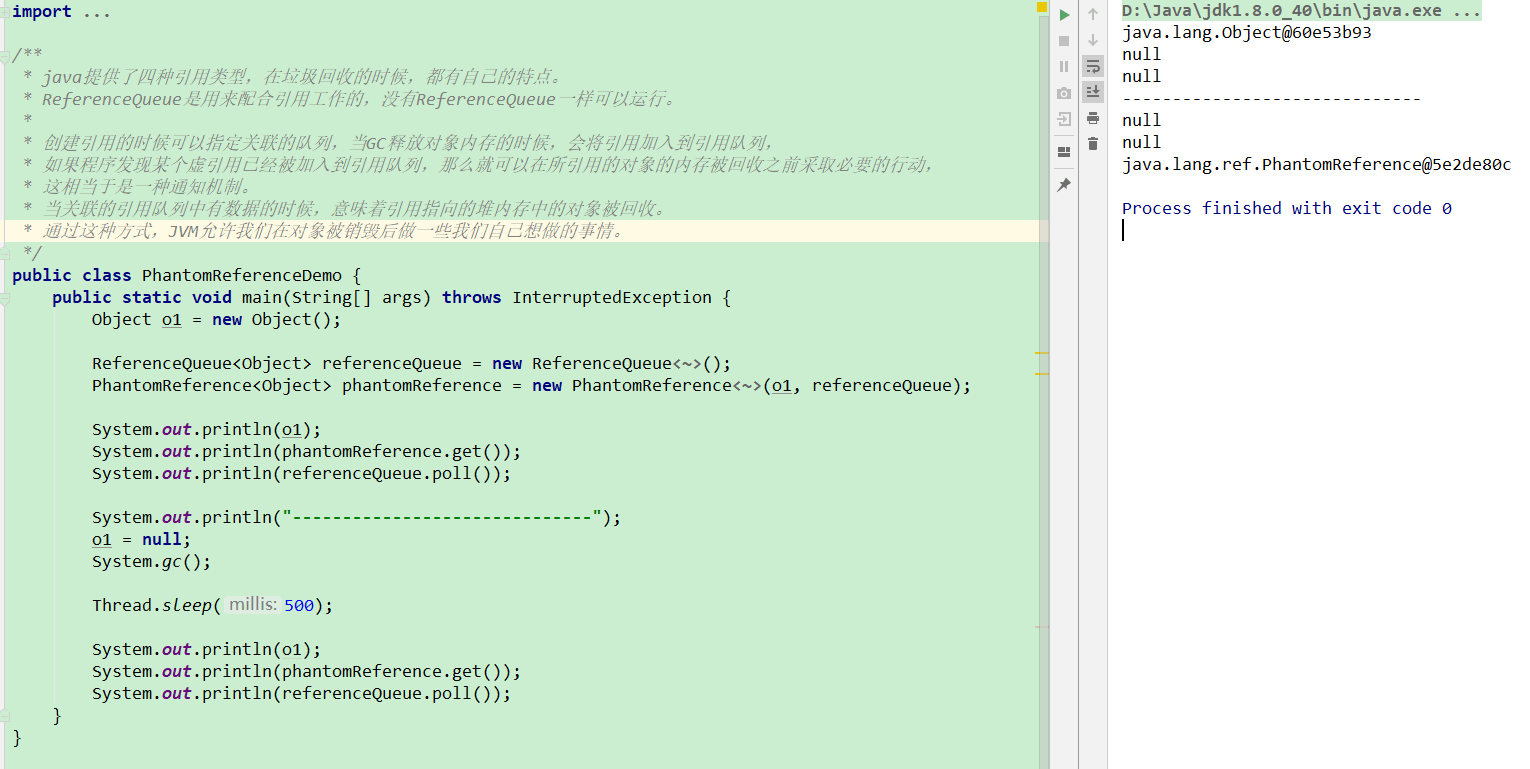 import ...
/**
 * java提供了四种引用类型，在垃圾回收的时候，都有自己的特点。
 * ReferenceQueue是用来配合引用工作的，没有ReferenceQueue一样可以运行。
 *
 * 创建引用的时候可以指定关联的队列，当GC释放对象内存的时候，会将引用加入到引用队列，
 * 如果程序发现某个虚引用已经被加入到引用队列，那么就可以在所引用的对象的内存被回收之前采取必要的行动，
 * 这相当于是一种通知机制。
 * 当关联的引用队列中有数据的时候，意味着引用指向的堆内存中的对象被回收。
 * 通过这种方式，JVM允许我们在对象被销毁后做一些我们自己想做的事情。
 */
public class PhantomReferenceDemo {
    public static void main(String[] args) throws InterruptedException {
        Object o1 = new Object();
        ReferenceQueue<Object> referenceQueue = new ReferenceQueue<~>();
        PhantomReference<Object> phantomReference = new PhantomReference<~>(o1, referenceQueue);
        System.out.println(o1);
        System.out.println(phantomReference.get());
        System.out.println(referenceQueue.poll());
        System.out.println("------------------------------");
        o1 = null;
        System.gc();
        Thread.sleep( millis: 500);
        System.out.println(o1);
        System.out.println(phantomReference.get());
        System.out.println(referenceQueue.poll());
    }
}
D:\Java\jdk1.8.0_40\bin\java.exe ...
java.lang.Object@60e53b93
null
null
------------------------------
null
null
java.lang.ref.PhantomReference@5e2de80c
Process finished with exit code 0